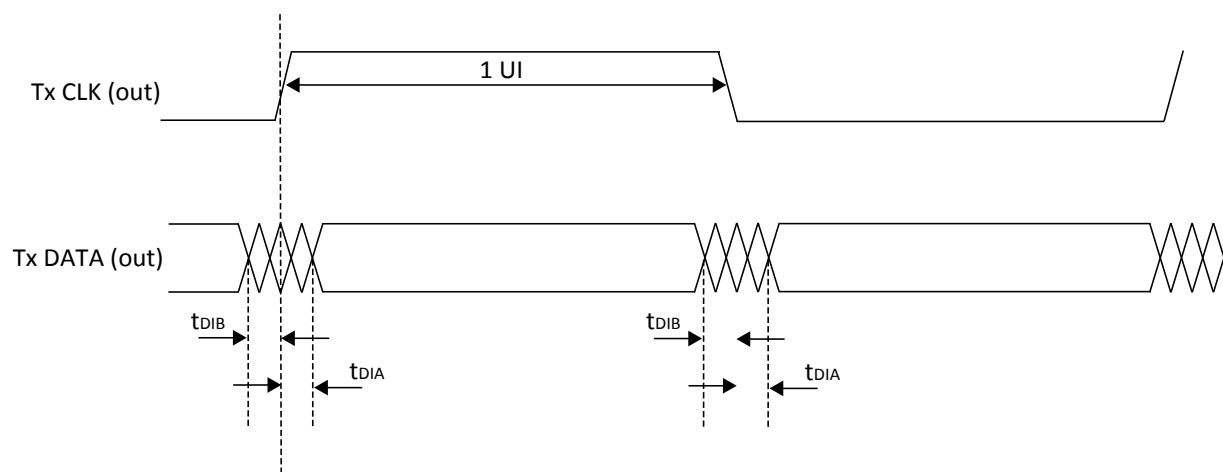 1 UI
Tx CLK (out)
Tx DATA (out)
tDIB
tDIB
tDIA
tDIA